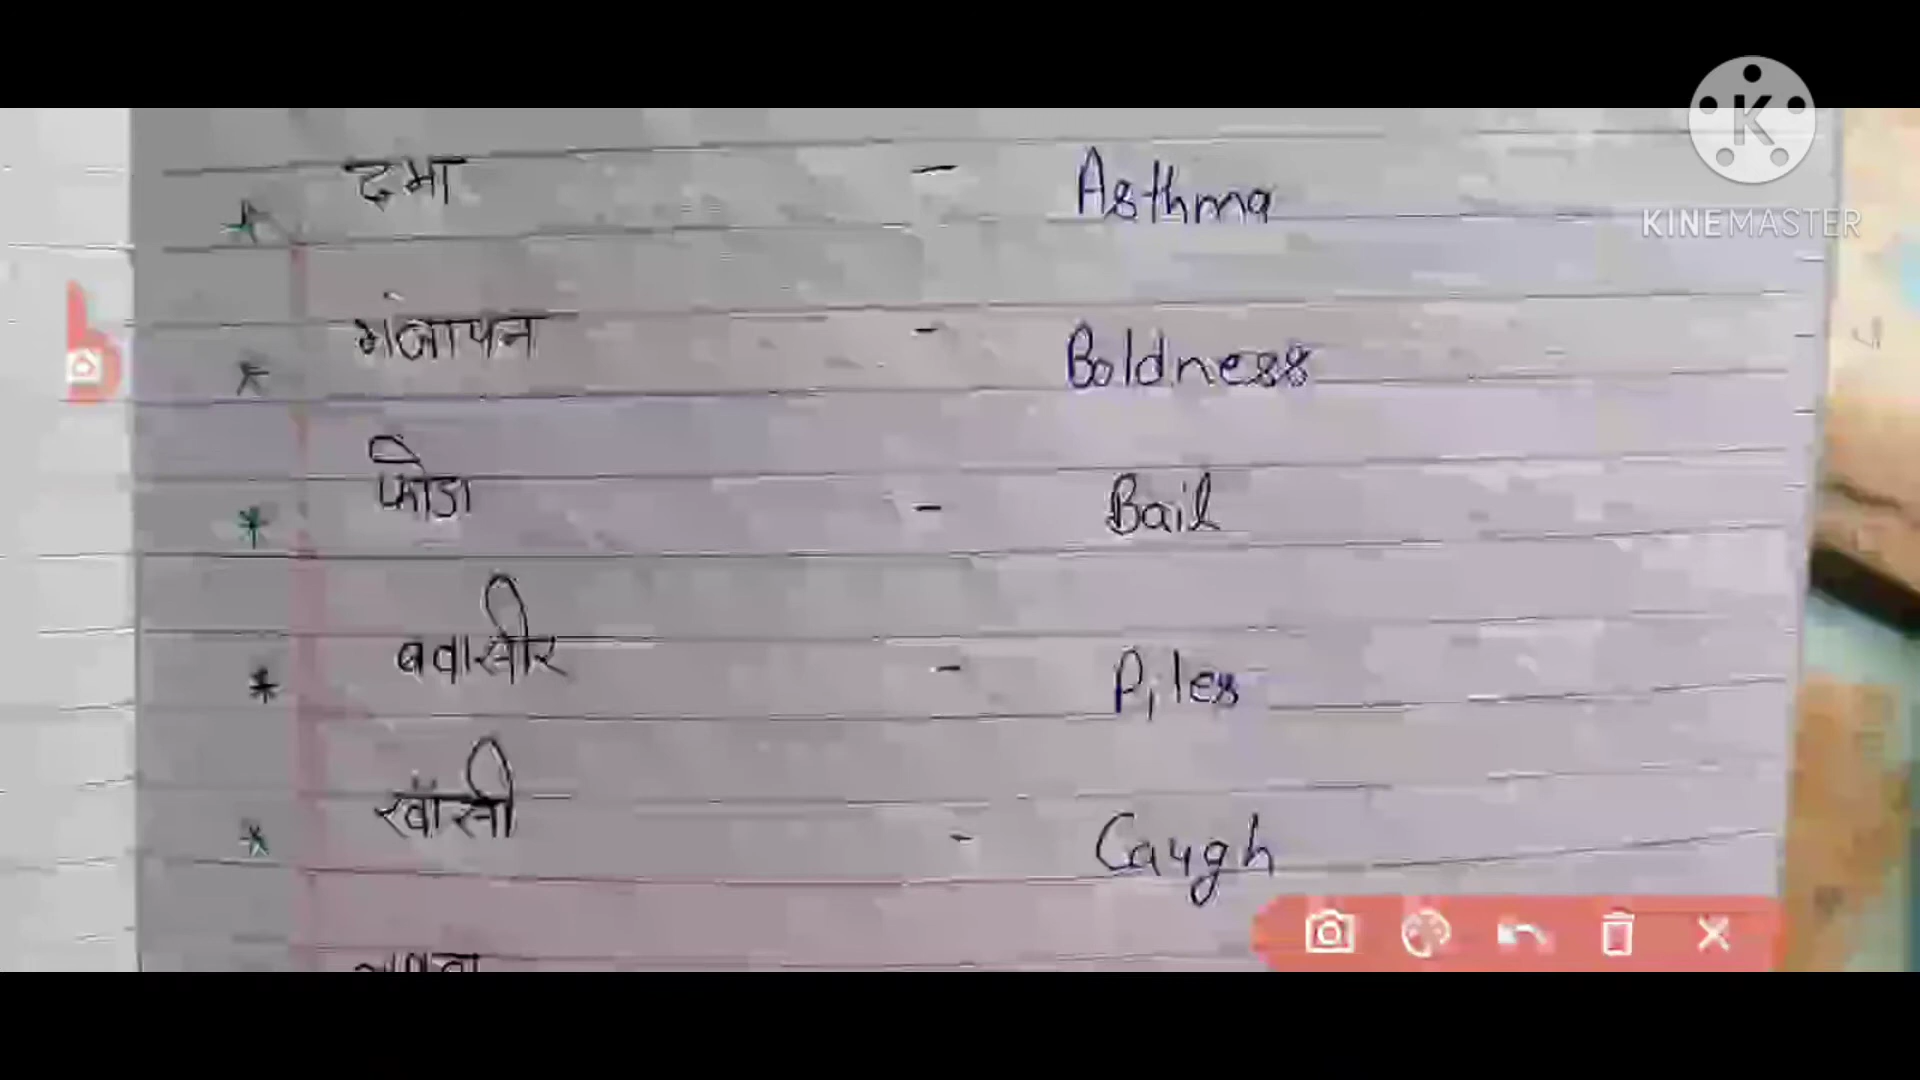 दमा - Asthma
गंजापन - Boldness
फोडा - Bail
बवासीर - Piles
खांसी - Caugh
KINEMASTER